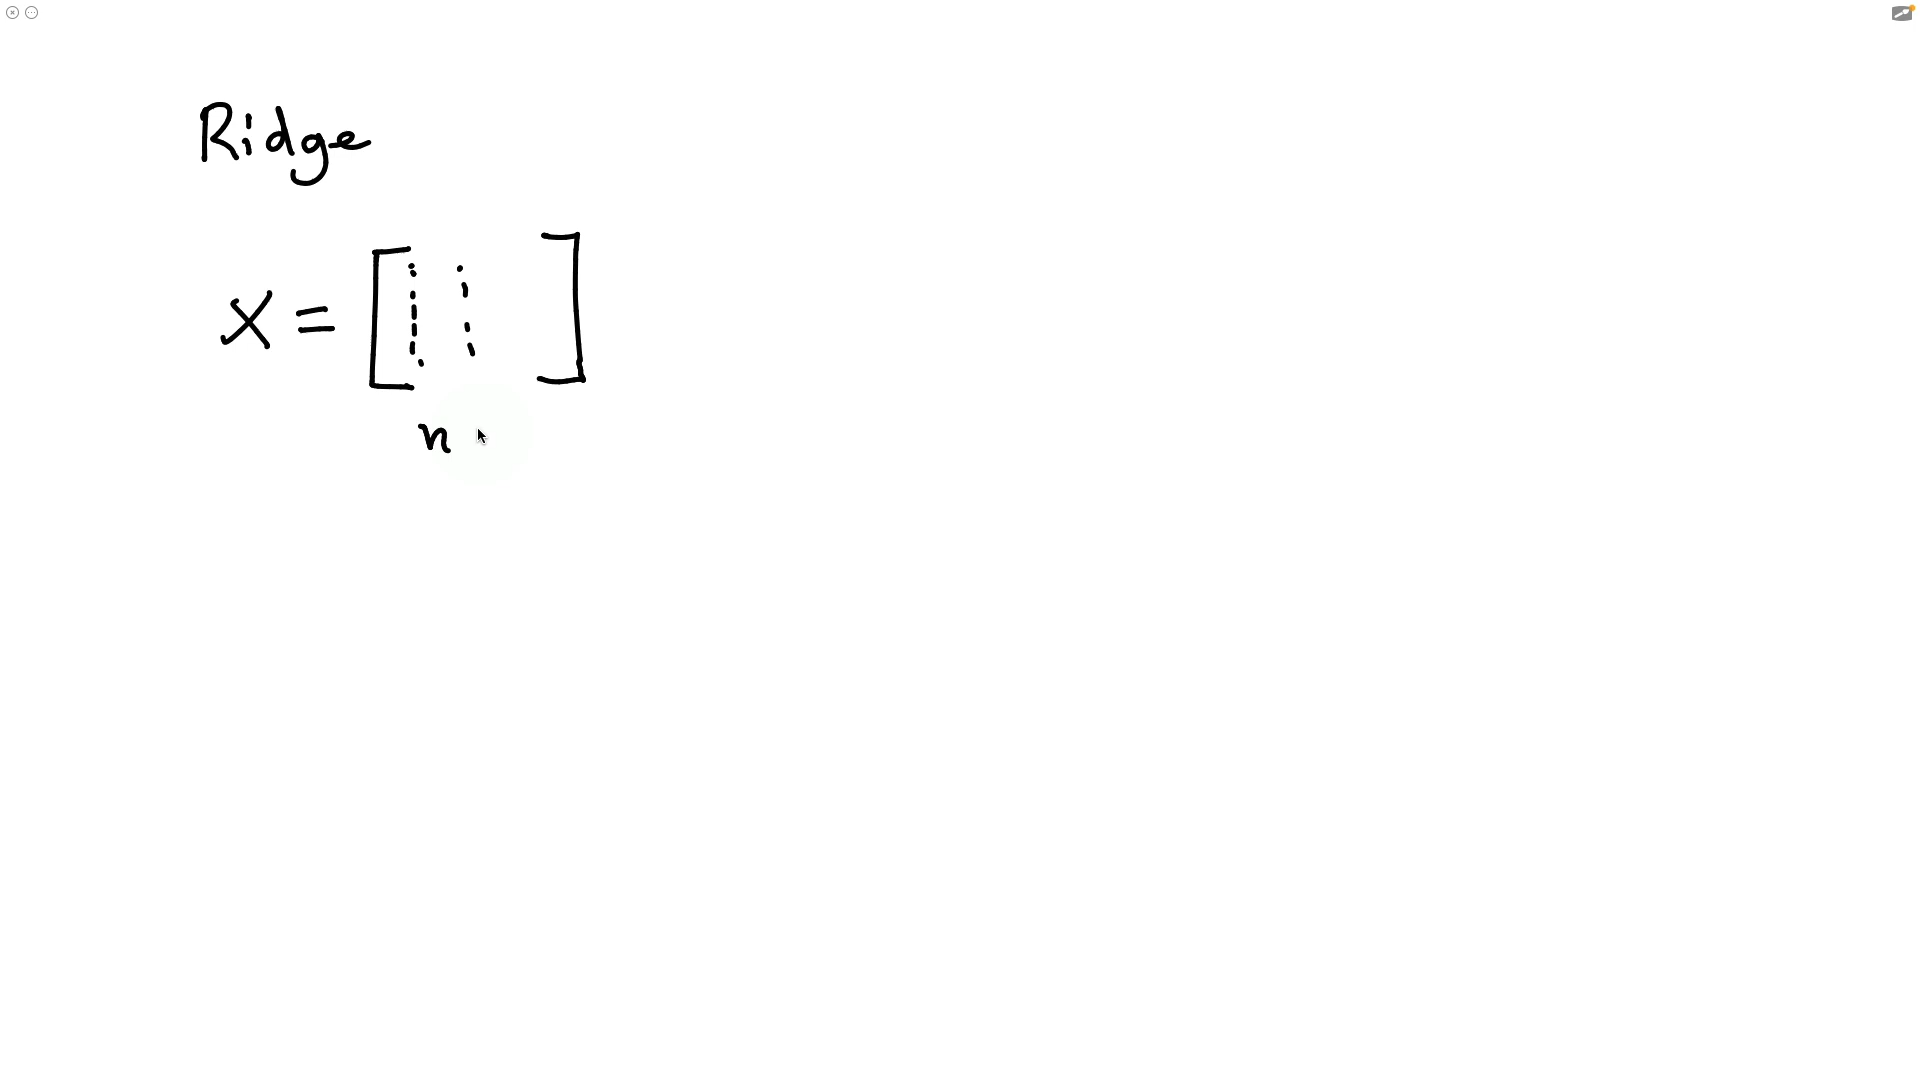 Ridge
X = [ ]
n